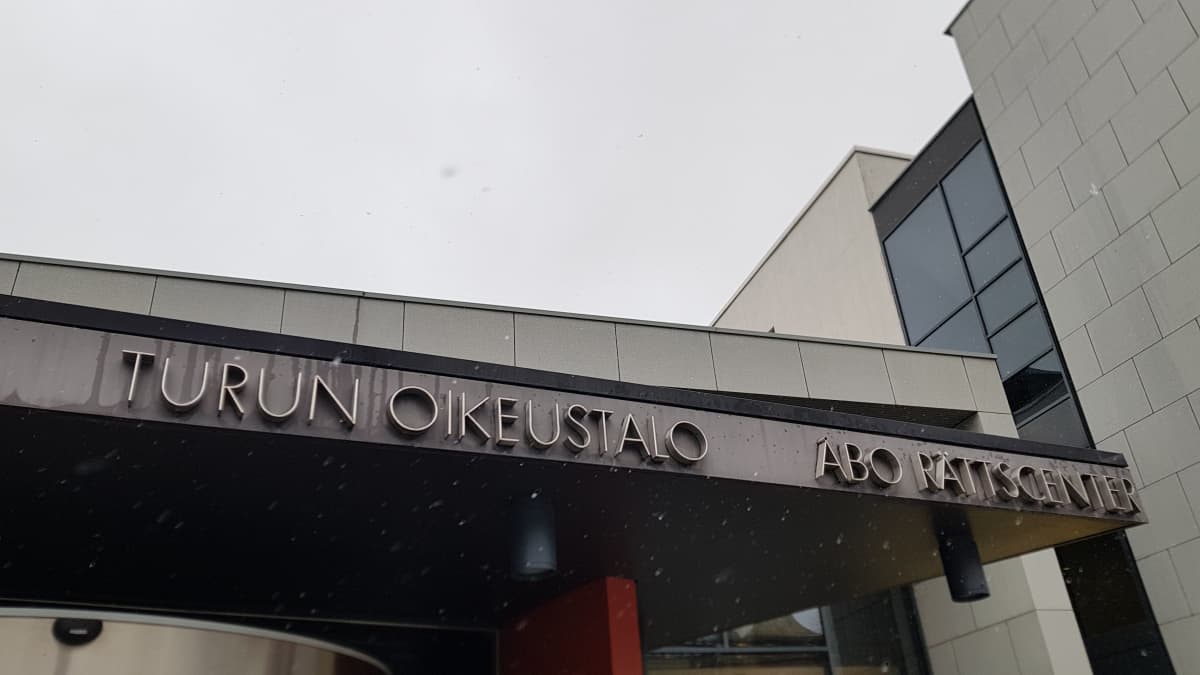 TURUN OIKEUSTALO
ÅBO RÄTTSCENTER